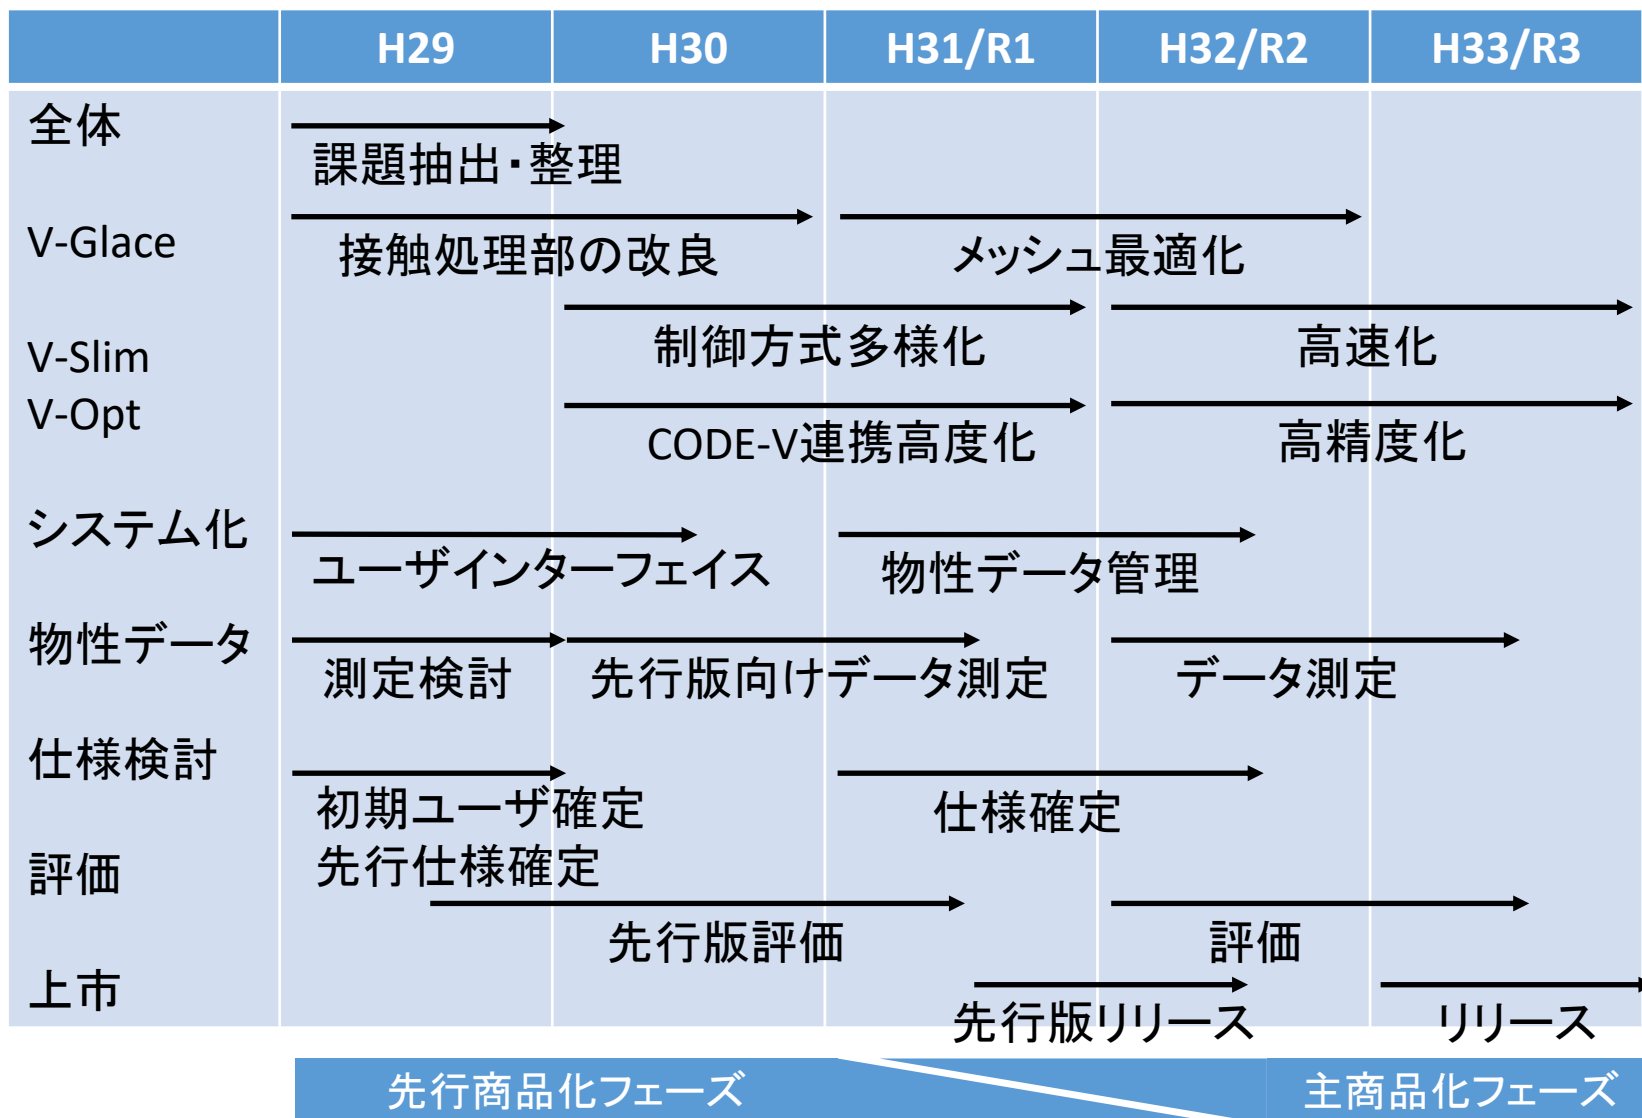 H29 H30 H31/R1 H32/R2 H33/R3
全体
課題抽出・整理
V-Glace
接触処理部の改良 メッシュ最適化
V-Slim
制御方式多様化 高速化
V-Opt
CODE-V連携高度化 高精度化
システム化
ユーザインターフェイス 物性データ管理
物性データ
測定検討 先行版向けデータ測定 データ測定
仕様検討
初期ユーザ確定 仕様確定
先行仕様確定
評価
先行版評価 評価
上市
先行版リリース リリース
先行商品化フェーズ 主商品化フェーズ